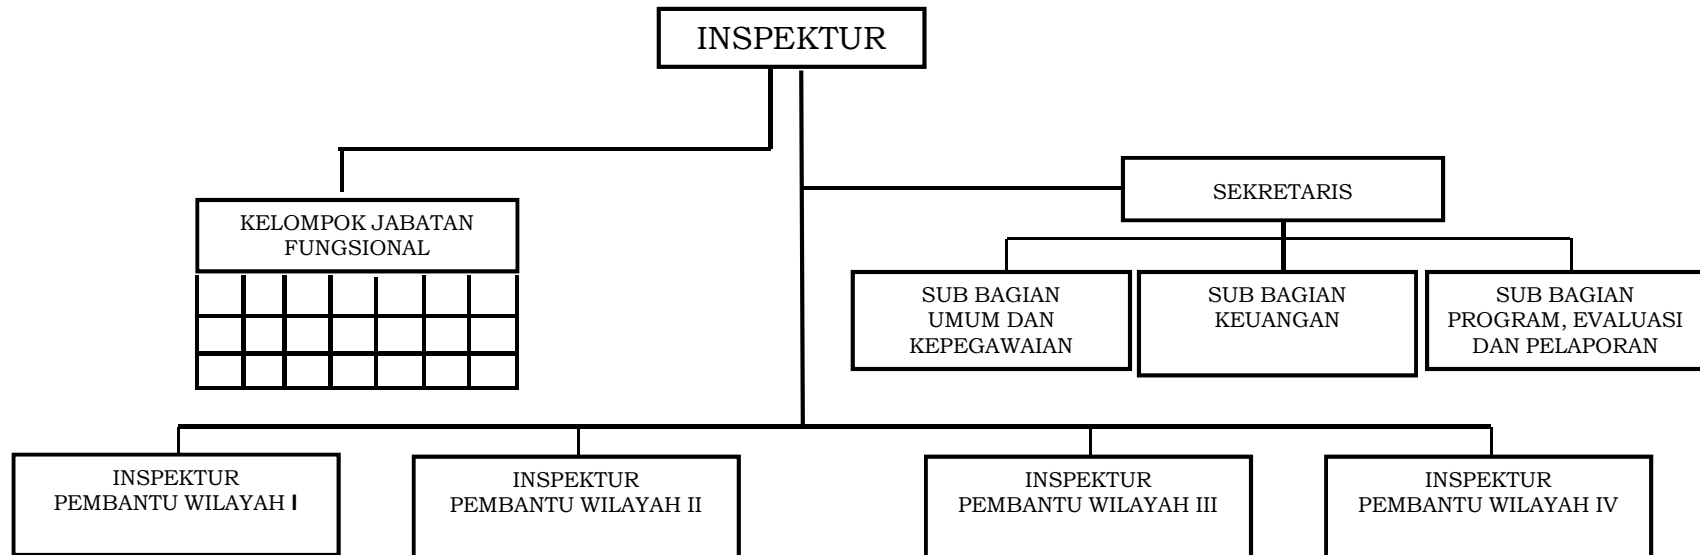 INSPEKTUR
SEKRETARIS
KELOMPOK JABATAN
FUNGSIONAL
SUB BAGIAN
UMUM DAN
KEPEGAWAIAN
SUB BAGIAN
KEUANGAN
SUB BAGIAN
PROGRAM, EVALUASI
DAN PELAPORAN
INSPEKTUR
PEMBANTU WILAYAH I
INSPEKTUR
PEMBANTU WILAYAH II
INSPEKTUR
PEMBANTU WILAYAH III
INSPEKTUR
PEMBANTU WILAYAH IV